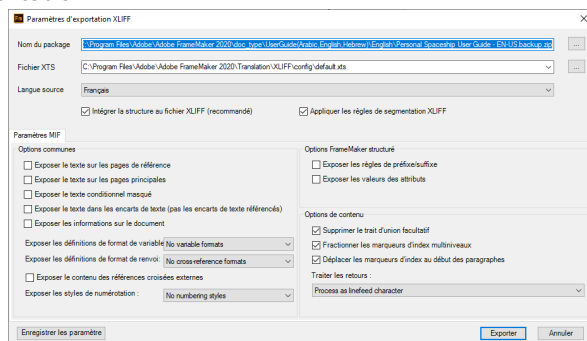 Fm Paramètres d'exportation XLIFF
Nom du package :\Program Files\Adobe\Adobe FrameMaker 2020\doc_type\UserGuide(Arabic,English,Hebrew)\English\Personal Spaceship User Guide - EN-US.backup.zip ...
Fichier XTS C:\Program Files\Adobe\Adobe FrameMaker 2020\Translation\XLIFF\config\default.xts ...
Langue source Français
Intégrer la structure au fichier XLIFF (recommandé) Appliquer les règles de segmentation XLIFF
Paramètres MIF
Options communes
Exposer le texte sur les pages de référence
Exposer le texte sur les pages principales
Exposer le texte conditionnel masqué
Exposer le texte dans les encarts de texte (pas les encarts de texte référencés)
Exposer les informations sur le document
Exposer les définitions de format de variable No variable formats
Exposer les définitions de format de renvoi: No cross-reference formats
Exposer le contenu des références croisées externes
Exposer les styles de numérotation : No numbering styles
Options FrameMaker structuré
Exposer les règles de préfixe/suffixe
Exposer les valeurs des attributs
Options de contenu
Supprimer le trait d'union facultatif
Fractionner les marqueurs d'index multiniveaux
Déplacer les marqueurs d'index au début des paragraphes
Traiter les retours :
Process as linefeed character
Enregistrer les paramètre Exporter Annuler